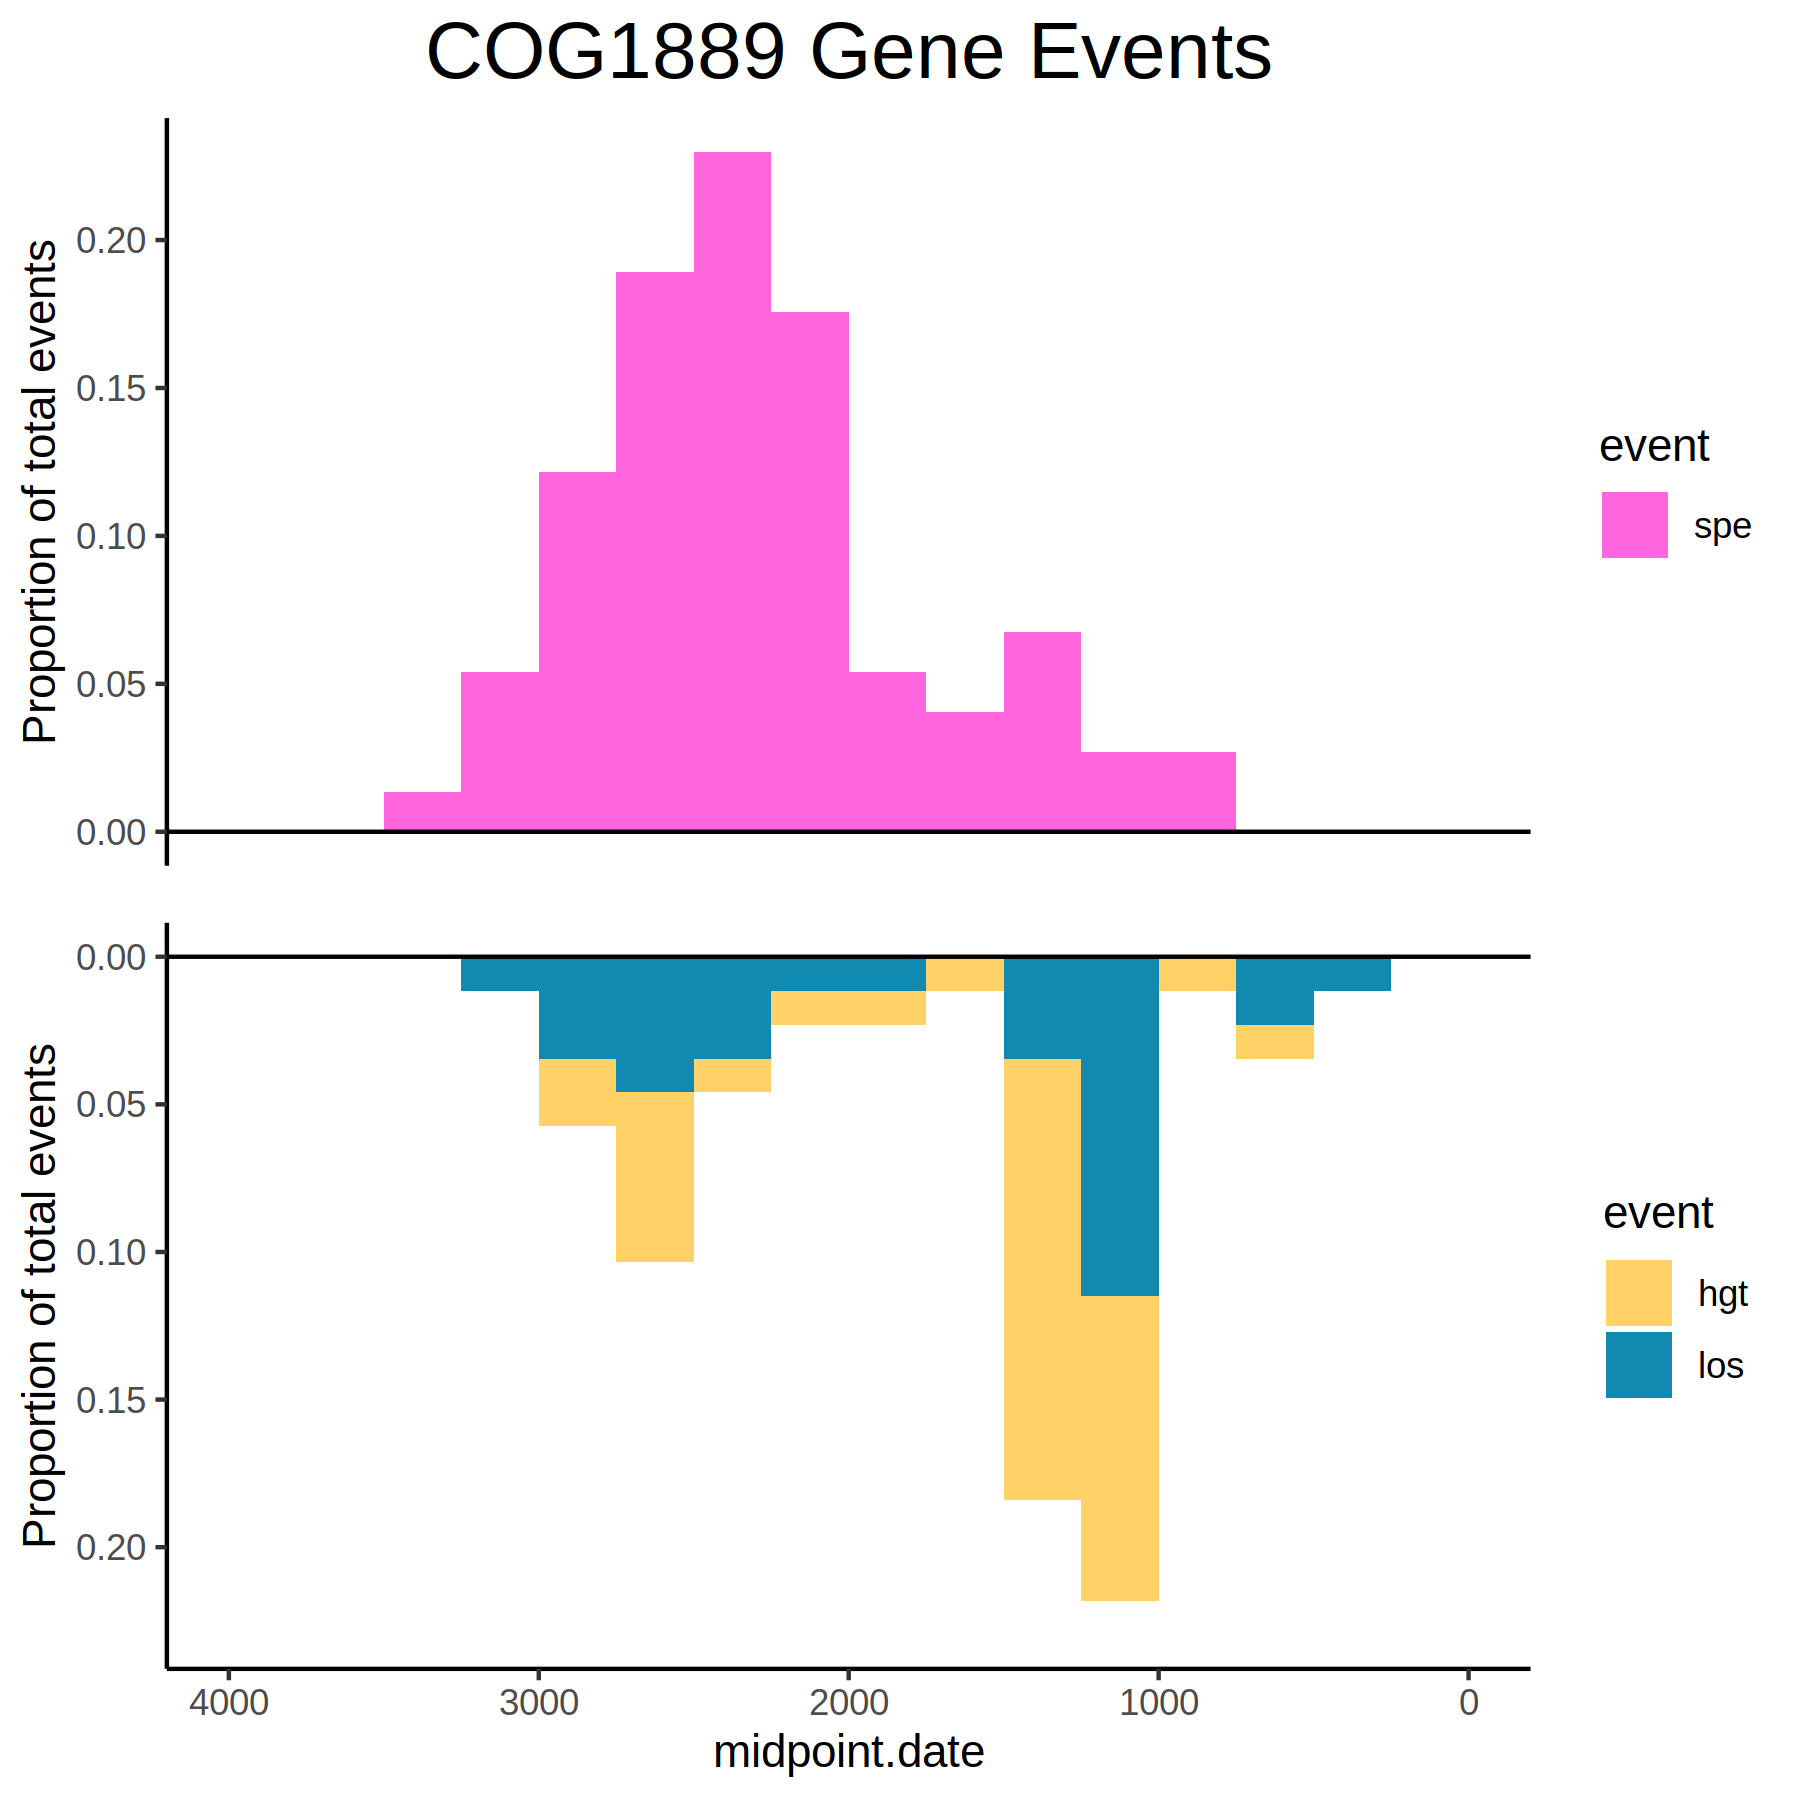 COG1889 Gene Events
Proportion of total events
0.20
0.15
0.10
0.05
0.00
event
spe
Proportion of total events
0.00
0.05
0.10
0.15
0.20
event
hgt
los
4000 3000 2000 1000 0
midpoint.date